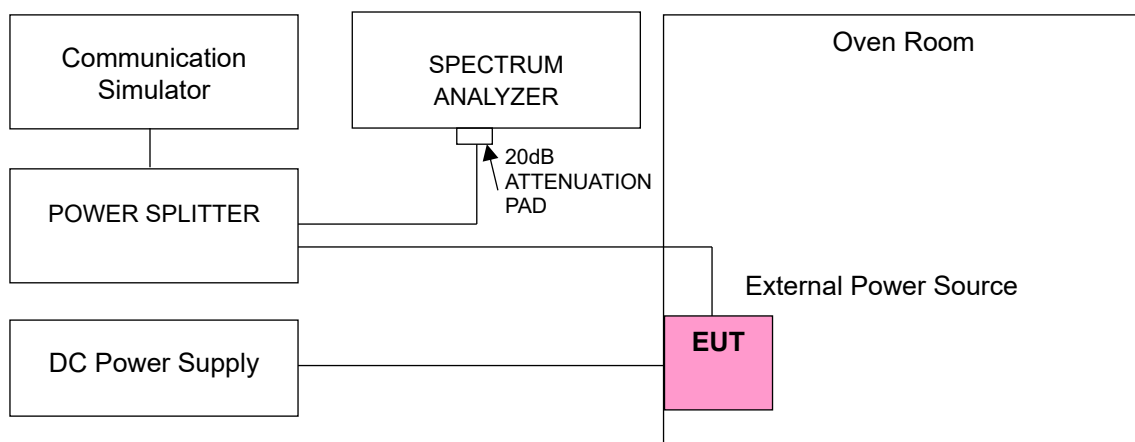 Communication
Simulator
SPECTRUM
ANALYZER
Oven Room
20dB
ATTENUATION
PAD
POWER SPLITTER
External Power Source
EUT
DC Power Supply